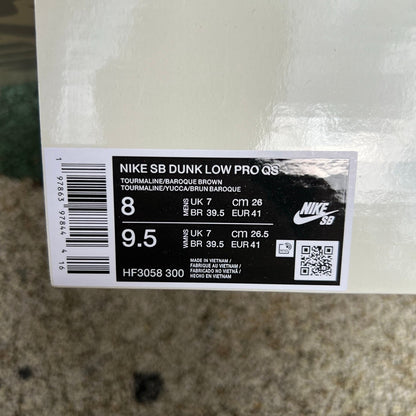 NIKE SB DUNK LOW PRO QS
TOURMALINE/BAROQUE BROWN
TOURMALINE/YUCCA/BRUN BAROQUE
8 MENS UK 7 CM 26
BR 39.5 EUR 41
9.5 WMNS UK 7 CM 26.5
BR 39.5 EUR 41
HF3058 300
MADE IN VIETNAM /
FABRIQUÉ AU VIETNAM /
FABRICADO NO VIETNÃ /
HECHO EN VIETNAM
NIKE
SB
1 97863 97844 4 16